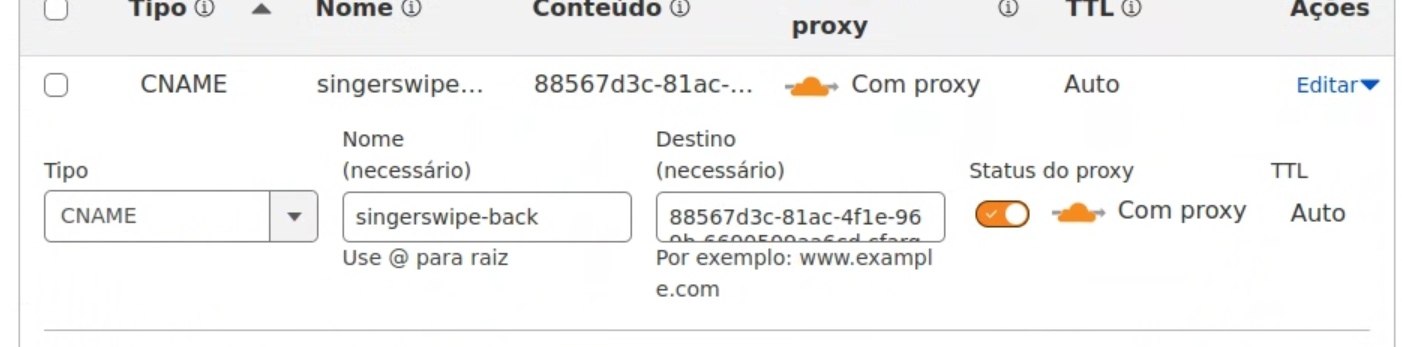 Tipo ⓘ ▲ Nome ⓘ Conteúdo ⓘ proxy ⓘ TTL ⓘ Ações
CNAME singerswipe... 88567d3c-81ac-... Com proxy Auto Editar
Tipo
Nome
(necessário)
Destino
(necessário)
Status do proxy
TTL
CNAME
singerswipe-back
88567d3c-81ac-4f1e-96
Com proxy
Auto
Use @ para raiz
Por exemplo: www.exampl
e.com